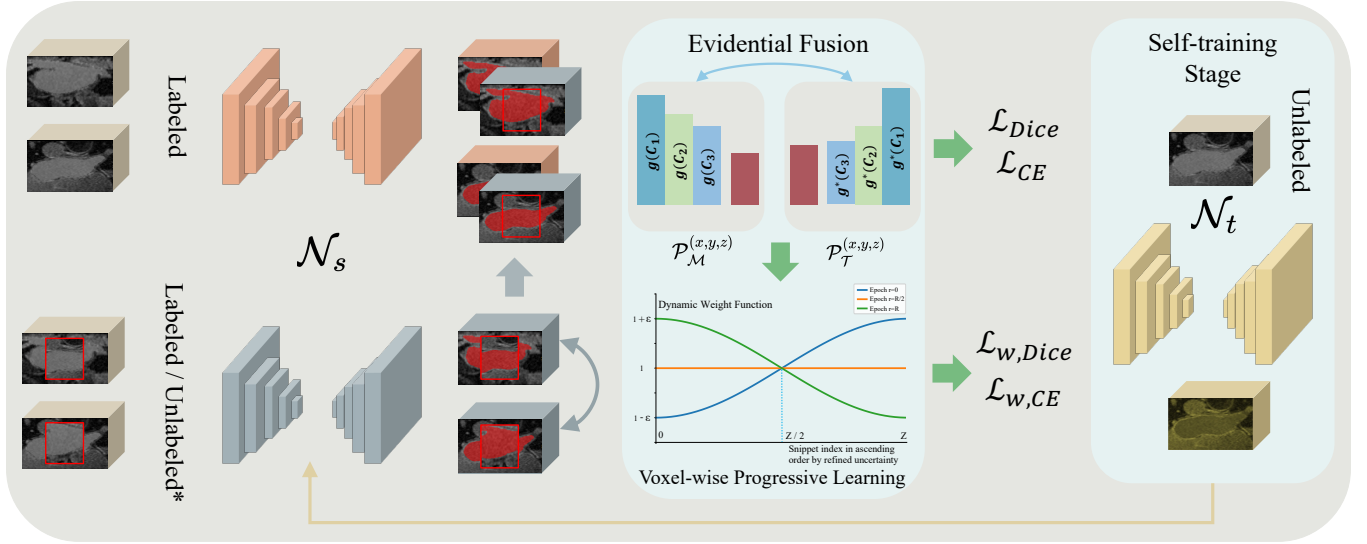 Labeled
𝒩s
Labeled / Unlabeled*
Evidential Fusion
g(C1)
g(C2)
g(C3)
g*(C3)
g*(C2)
g*(C1)
𝒫ℳ(x,y,z)
𝒫𝒯(x,y,z)
Dynamic Weight Function
Epoch r=0
Epoch r=R/2
Epoch r=R
1 + ε
1
1 - ε
0
Z / 2
Z
Snippet index in ascending
order by refined uncertainty
Voxel-wise Progressive Learning
ℒDice
ℒCE
ℒw,Dice
ℒw,CE
Self-training
Stage
Unlabeled
𝒩t